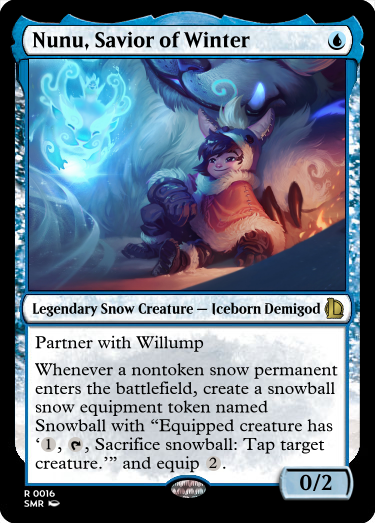 Nunu, Savior of Winter
Legendary Snow Creature — Iceborn Demigod
Partner with Willump
Whenever a nontoken snow permanent
enters the battlefield, create a snowball
snow equipment token named
Snowball with “Equipped creature has
‘1, , Sacrifice snowball: Tap target
creature.’” and equip 2.
0/2
R 0016
SMR